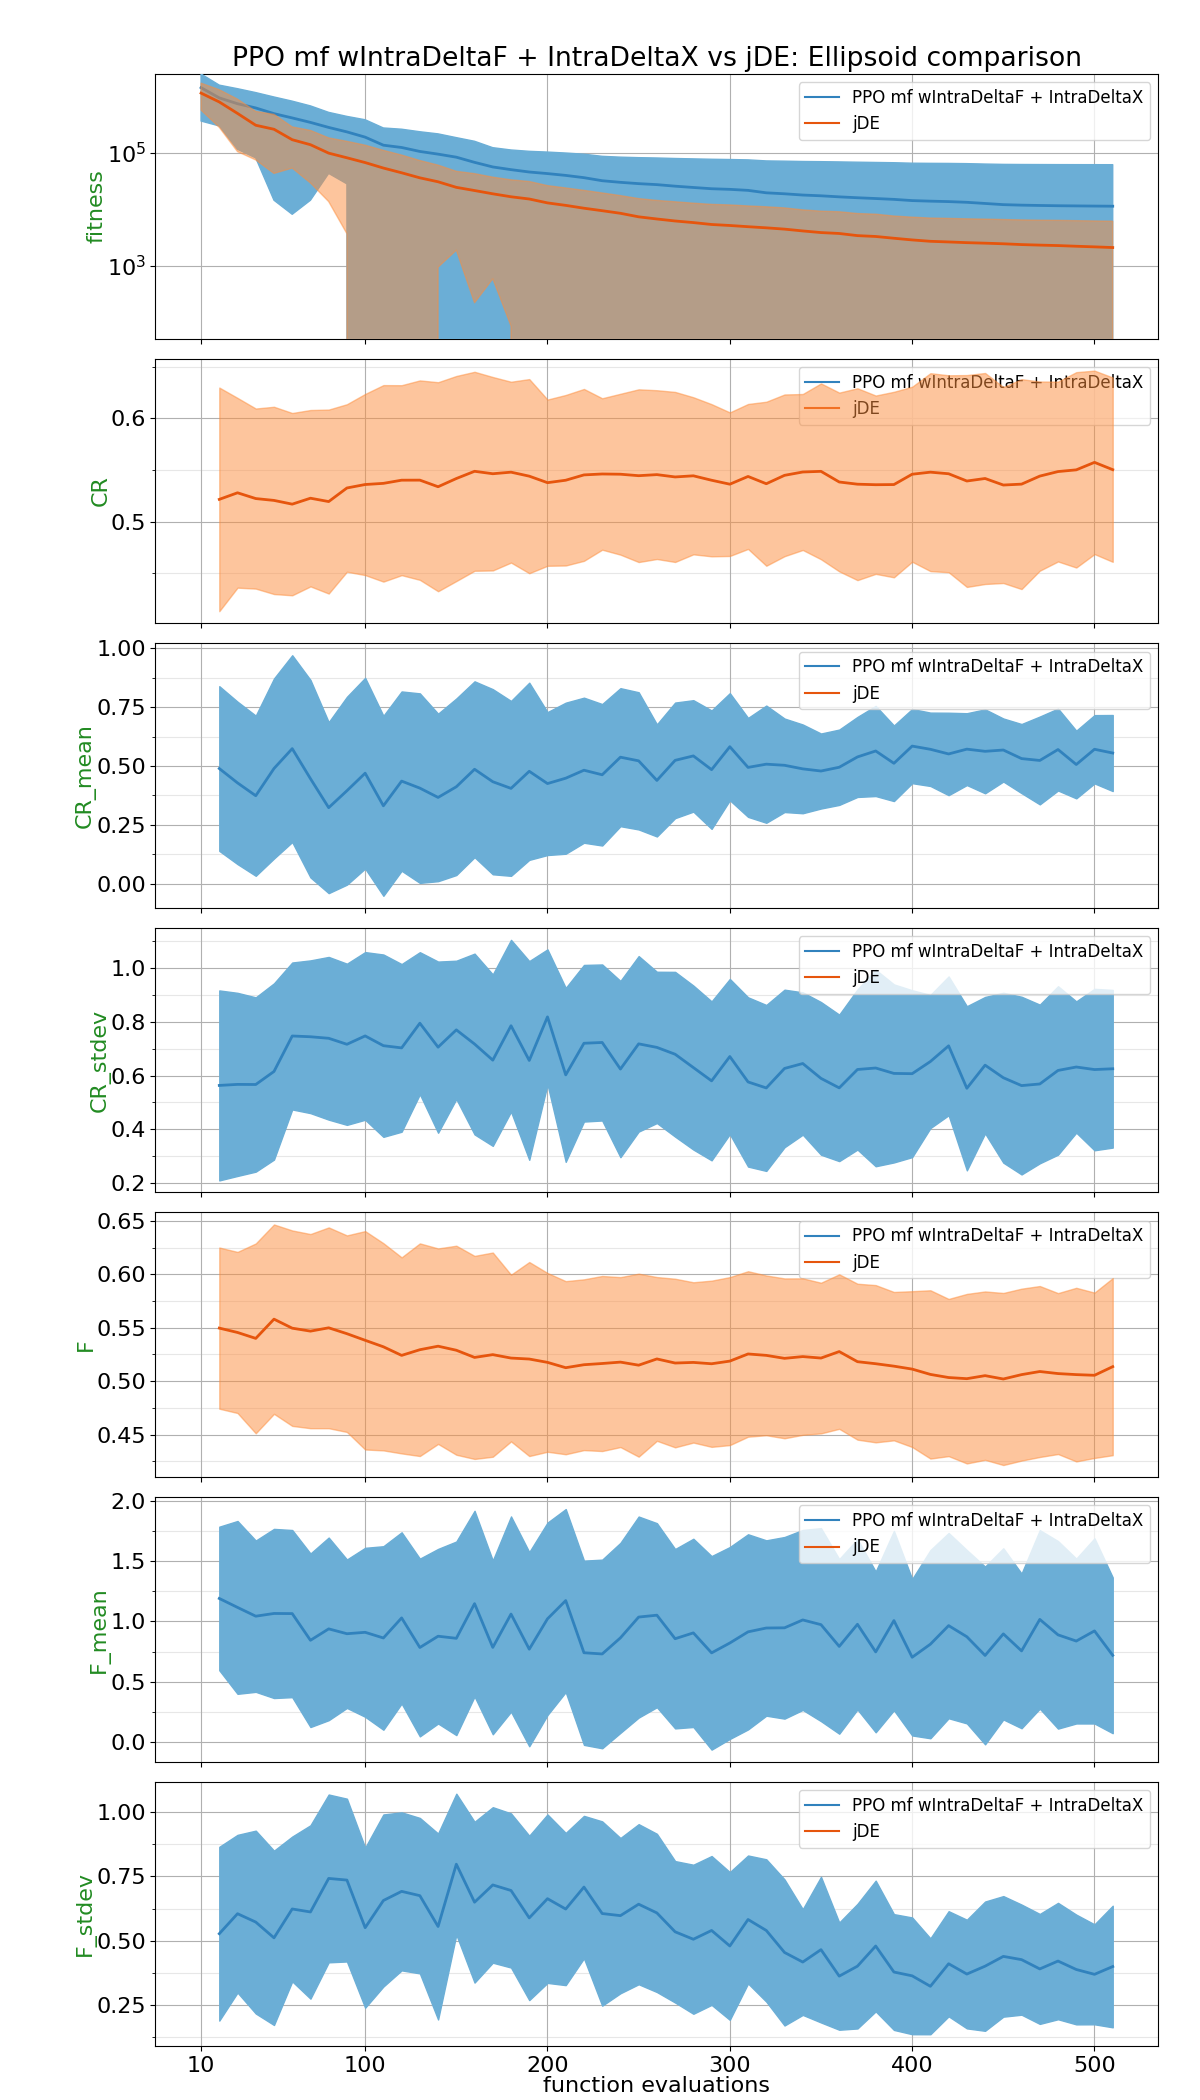 PPO mf wIntraDeltaF + IntraDeltaX vs jDE: Ellipsoid comparison
fitness
10⁵
10³
PPO mf wIntraDeltaF + IntraDeltaX
jDE
CR
0.6
0.5
PPO mf wIntraDeltaF + IntraDeltaX
jDE
CR_mean
1.00
0.75
0.50
0.25
0.00
PPO mf wIntraDeltaF + IntraDeltaX
jDE
CR_stdev
1.0
0.8
0.6
0.4
0.2
PPO mf wIntraDeltaF + IntraDeltaX
jDE
F
0.65
0.60
0.55
0.50
0.45
PPO mf wIntraDeltaF + IntraDeltaX
jDE
F_mean
2.0
1.5
1.0
0.5
0.0
PPO mf wIntraDeltaF + IntraDeltaX
jDE
F_stdev
1.00
0.75
0.50
0.25
PPO mf wIntraDeltaF + IntraDeltaX
jDE
10 100 200 300 400 500
function evaluations